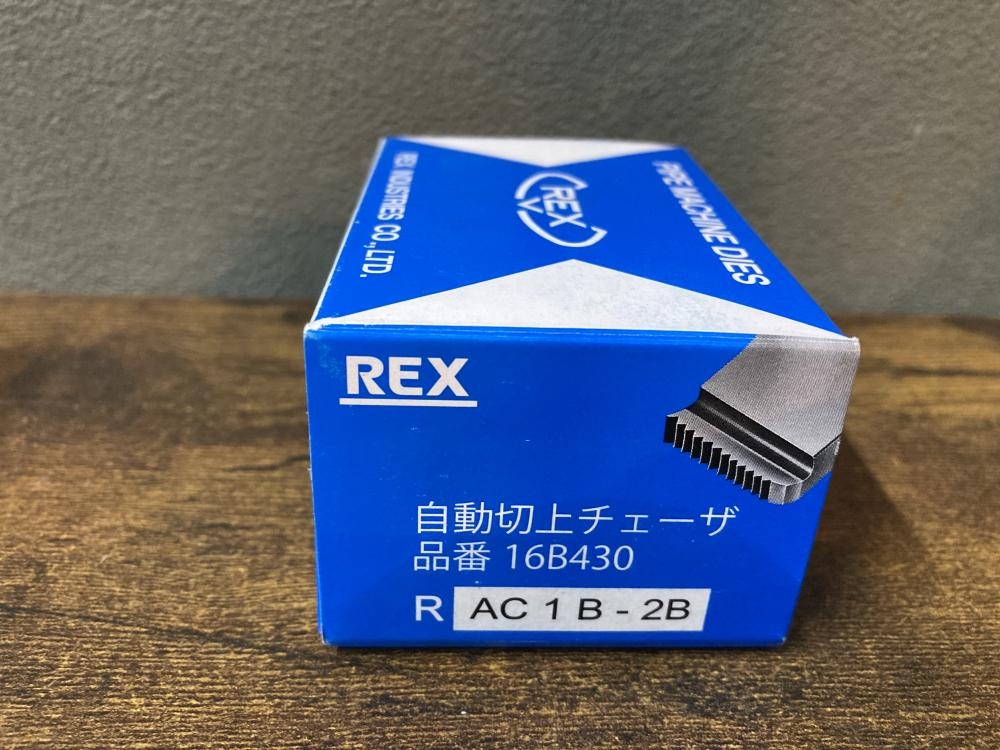 REX INDUSTRIES CO.,LTD.
REX
PIPE MACHINE DIES
REX
自動切上チェーザ
品番 16B430
R AC 1 B - 2B